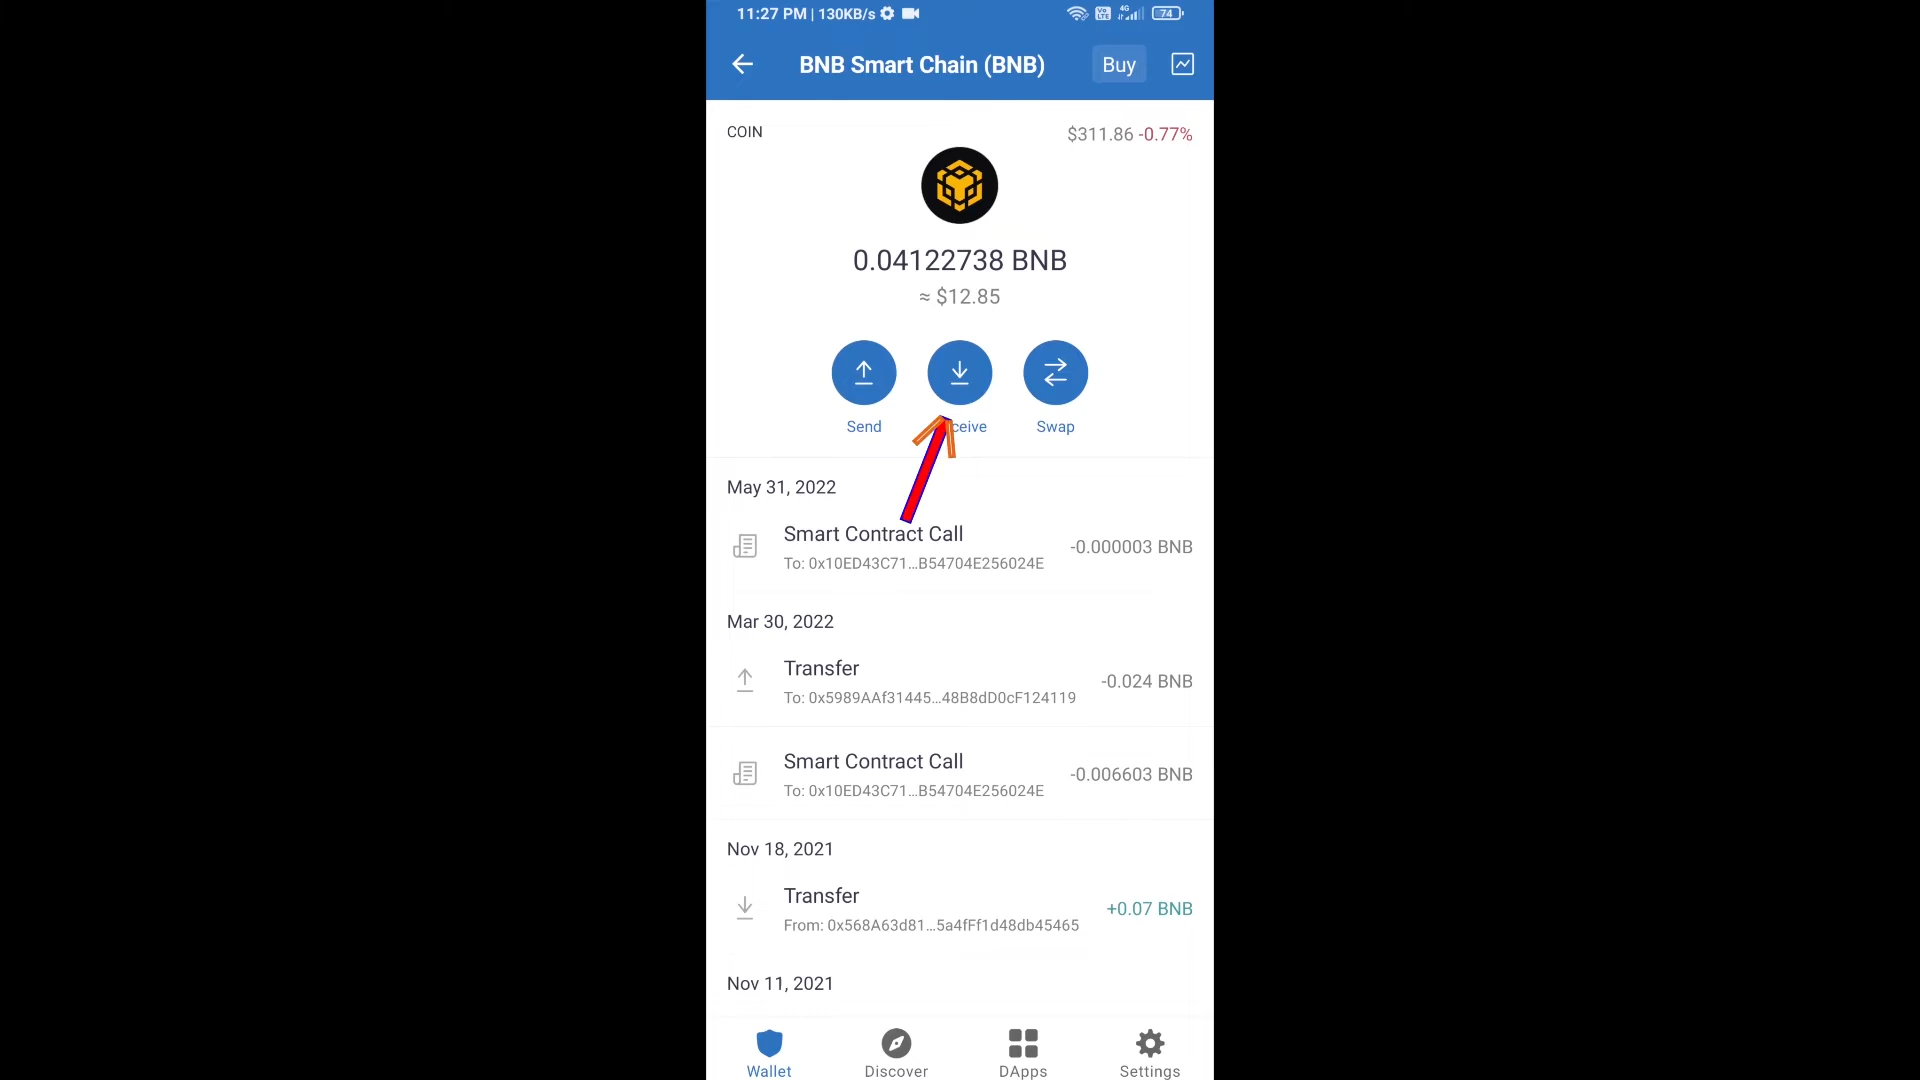 11:27 PM | 130KB/s
4G
74
BNB Smart Chain (BNB)
Buy
COIN
$311.86 -0.77%
0.04122738 BNB
≈ $12.85
Send
ceive
Swap
May 31, 2022
Smart Contract Call
-0.000003 BNB
To: 0x10ED43C71...B54704E256024E
Mar 30, 2022
Transfer
-0.024 BNB
To: 0x5989AAf31445...48B8dD0cF124119
Smart Contract Call
-0.006603 BNB
To: 0x10ED43C71...B54704E256024E
Nov 18, 2021
Transfer
+0.07 BNB
From: 0x568A63d81...5a4fFf1d48db45465
Nov 11, 2021
Wallet
Discover
DApps
Settings